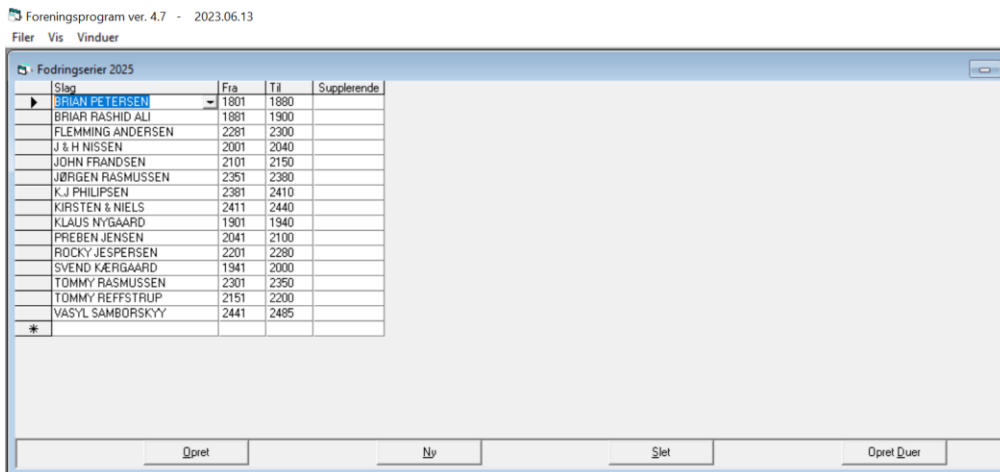 Foreningsprogram ver. 4.7 - 2023.06.13
Filer Vis Vinduer
Fodringserier 2025
Slag Fra Til Supplerende
BRIAN PETERSEN 1801 1880
BRIAR RASHID ALI 1881 1900
FLEMMING ANDERSEN 2281 2300
J & H NISSEN 2001 2040
JOHN FRANDSEN 2101 2150
JØRGEN RASMUSSEN 2351 2380
K.J PHILIPSEN 2381 2410
KIRSTEN & NIELS 2411 2440
KLAUS NYGAARD 1901 1940
PREBEN JENSEN 2041 2100
ROCKY JESPERSEN 2201 2280
SVEND KÆRGAARD 1941 2000
TOMMY RASMUSSEN 2301 2350
TOMMY REFFSTRUP 2151 2200
VASYL SAMBORSKYY 2441 2485
Opret Ny Slet Opret Duer